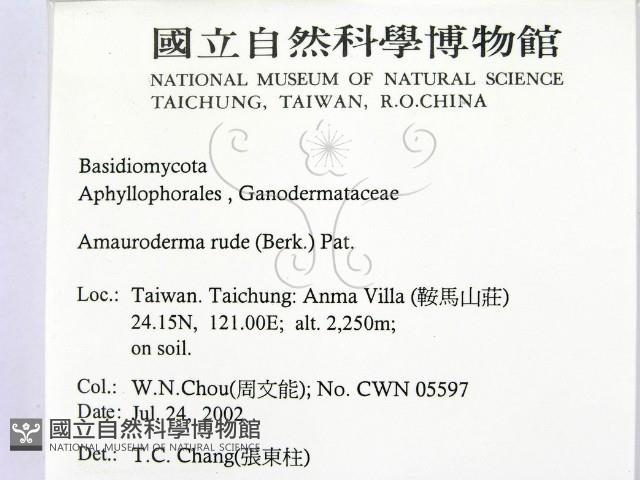 國立自然科學博物館
NATIONAL MUSEUM OF NATURAL SCIENCE
TAICHUNG, TAIWAN, R.O.CHINA
Basidiomycota
Aphyllophorales , Ganodermataceae
Amauroderma rude (Berk.) Pat.
Loc.: Taiwan. Taichung: Anma Villa (鞍馬山莊)
24.15N, 121.00E; alt. 2,250m;
on soil.
Col.: W.N.Chou(周文能); No. CWN 05597
Date: Jul. 24, 2002
國立自然科學博物館
NATIONAL MUSEUM OF NATURAL SCIENCE
Det.: T.C. Chang(張東柱)